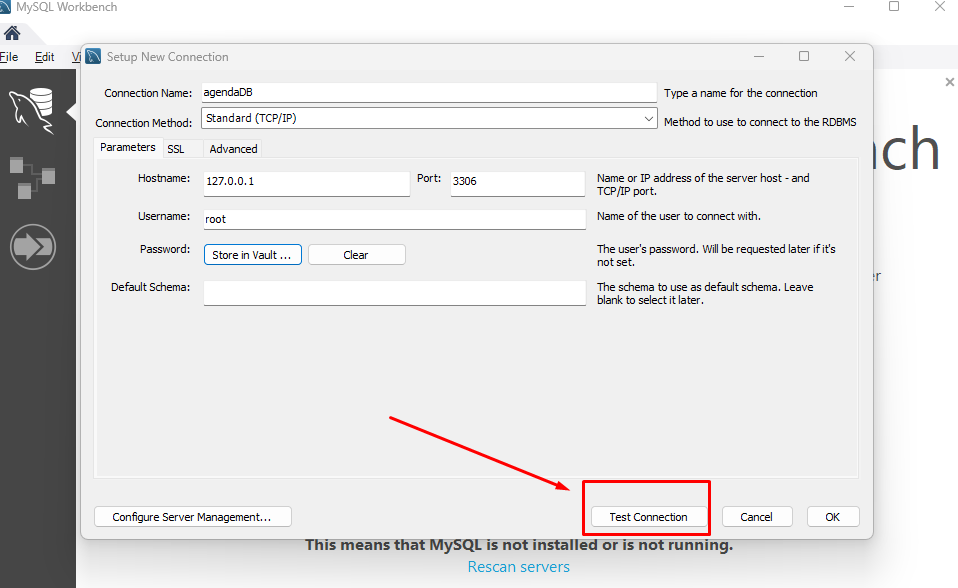 MySQL Workbench
File Edit Vi
Setup New Connection
Connection Name: agendaDB Type a name for the connection
Connection Method: Standard (TCP/IP) Method to use to connect to the RDBMS
Parameters SSL Advanced
Hostname: 127.0.0.1 Port: 3306 Name or IP address of the server host - and
TCP/IP port.
Username: root Name of the user to connect with.
Password: Store in Vault ... Clear The user's password. Will be requested later if it's
not set.
Default Schema: The schema to use as default schema. Leave
blank to select it later.
nch
er
Configure Server Management... Test Connection Cancel OK
This means that MySQL is not installed or is not running.
Rescan servers